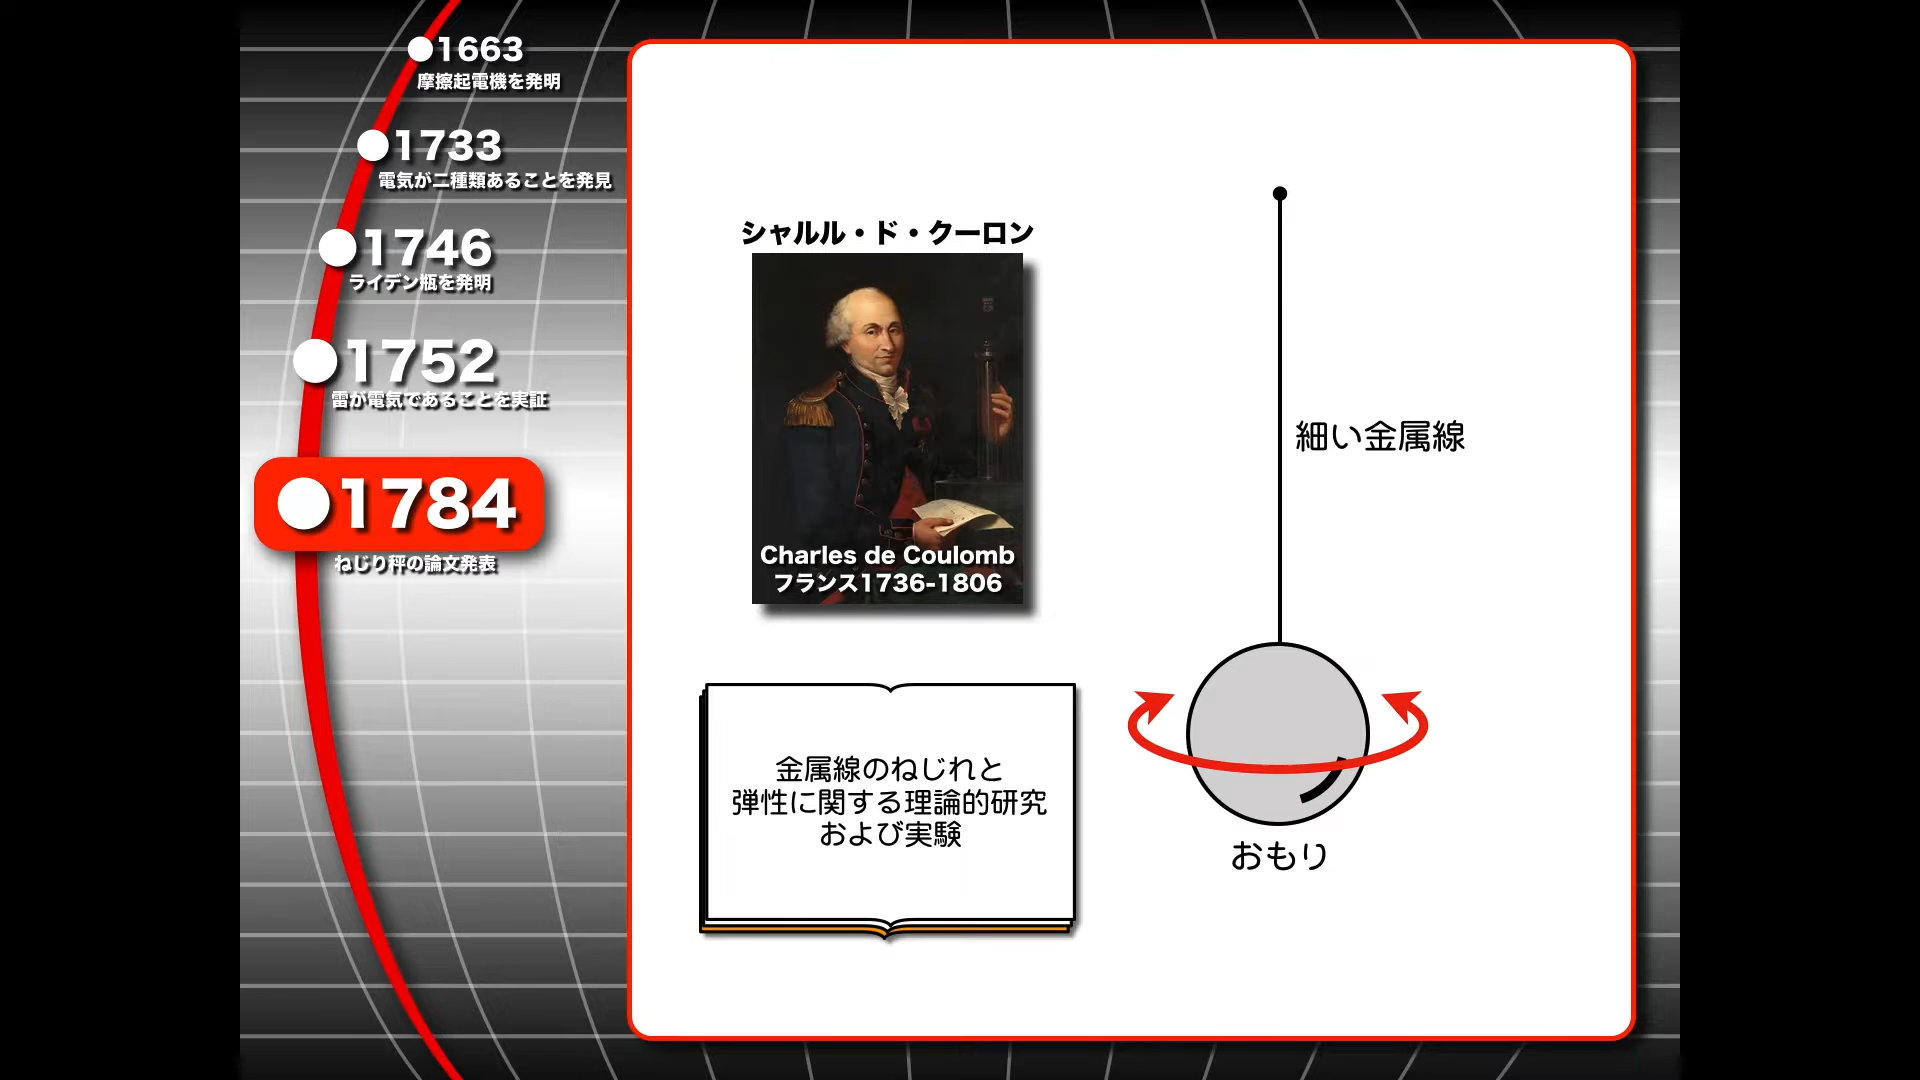 1663
摩擦起電機を発明
1733
電気が二種類あることを発見
1746
ライデン瓶を発明
1752
雷が電気であることを実証
1784
ねじり秤の論文発表
シャルル・ド・クーロン
Charles de Coulomb
フランス1736-1806
金属線のねじれと
弾性に関する理論的研究
および実験
細い金属線
おもり